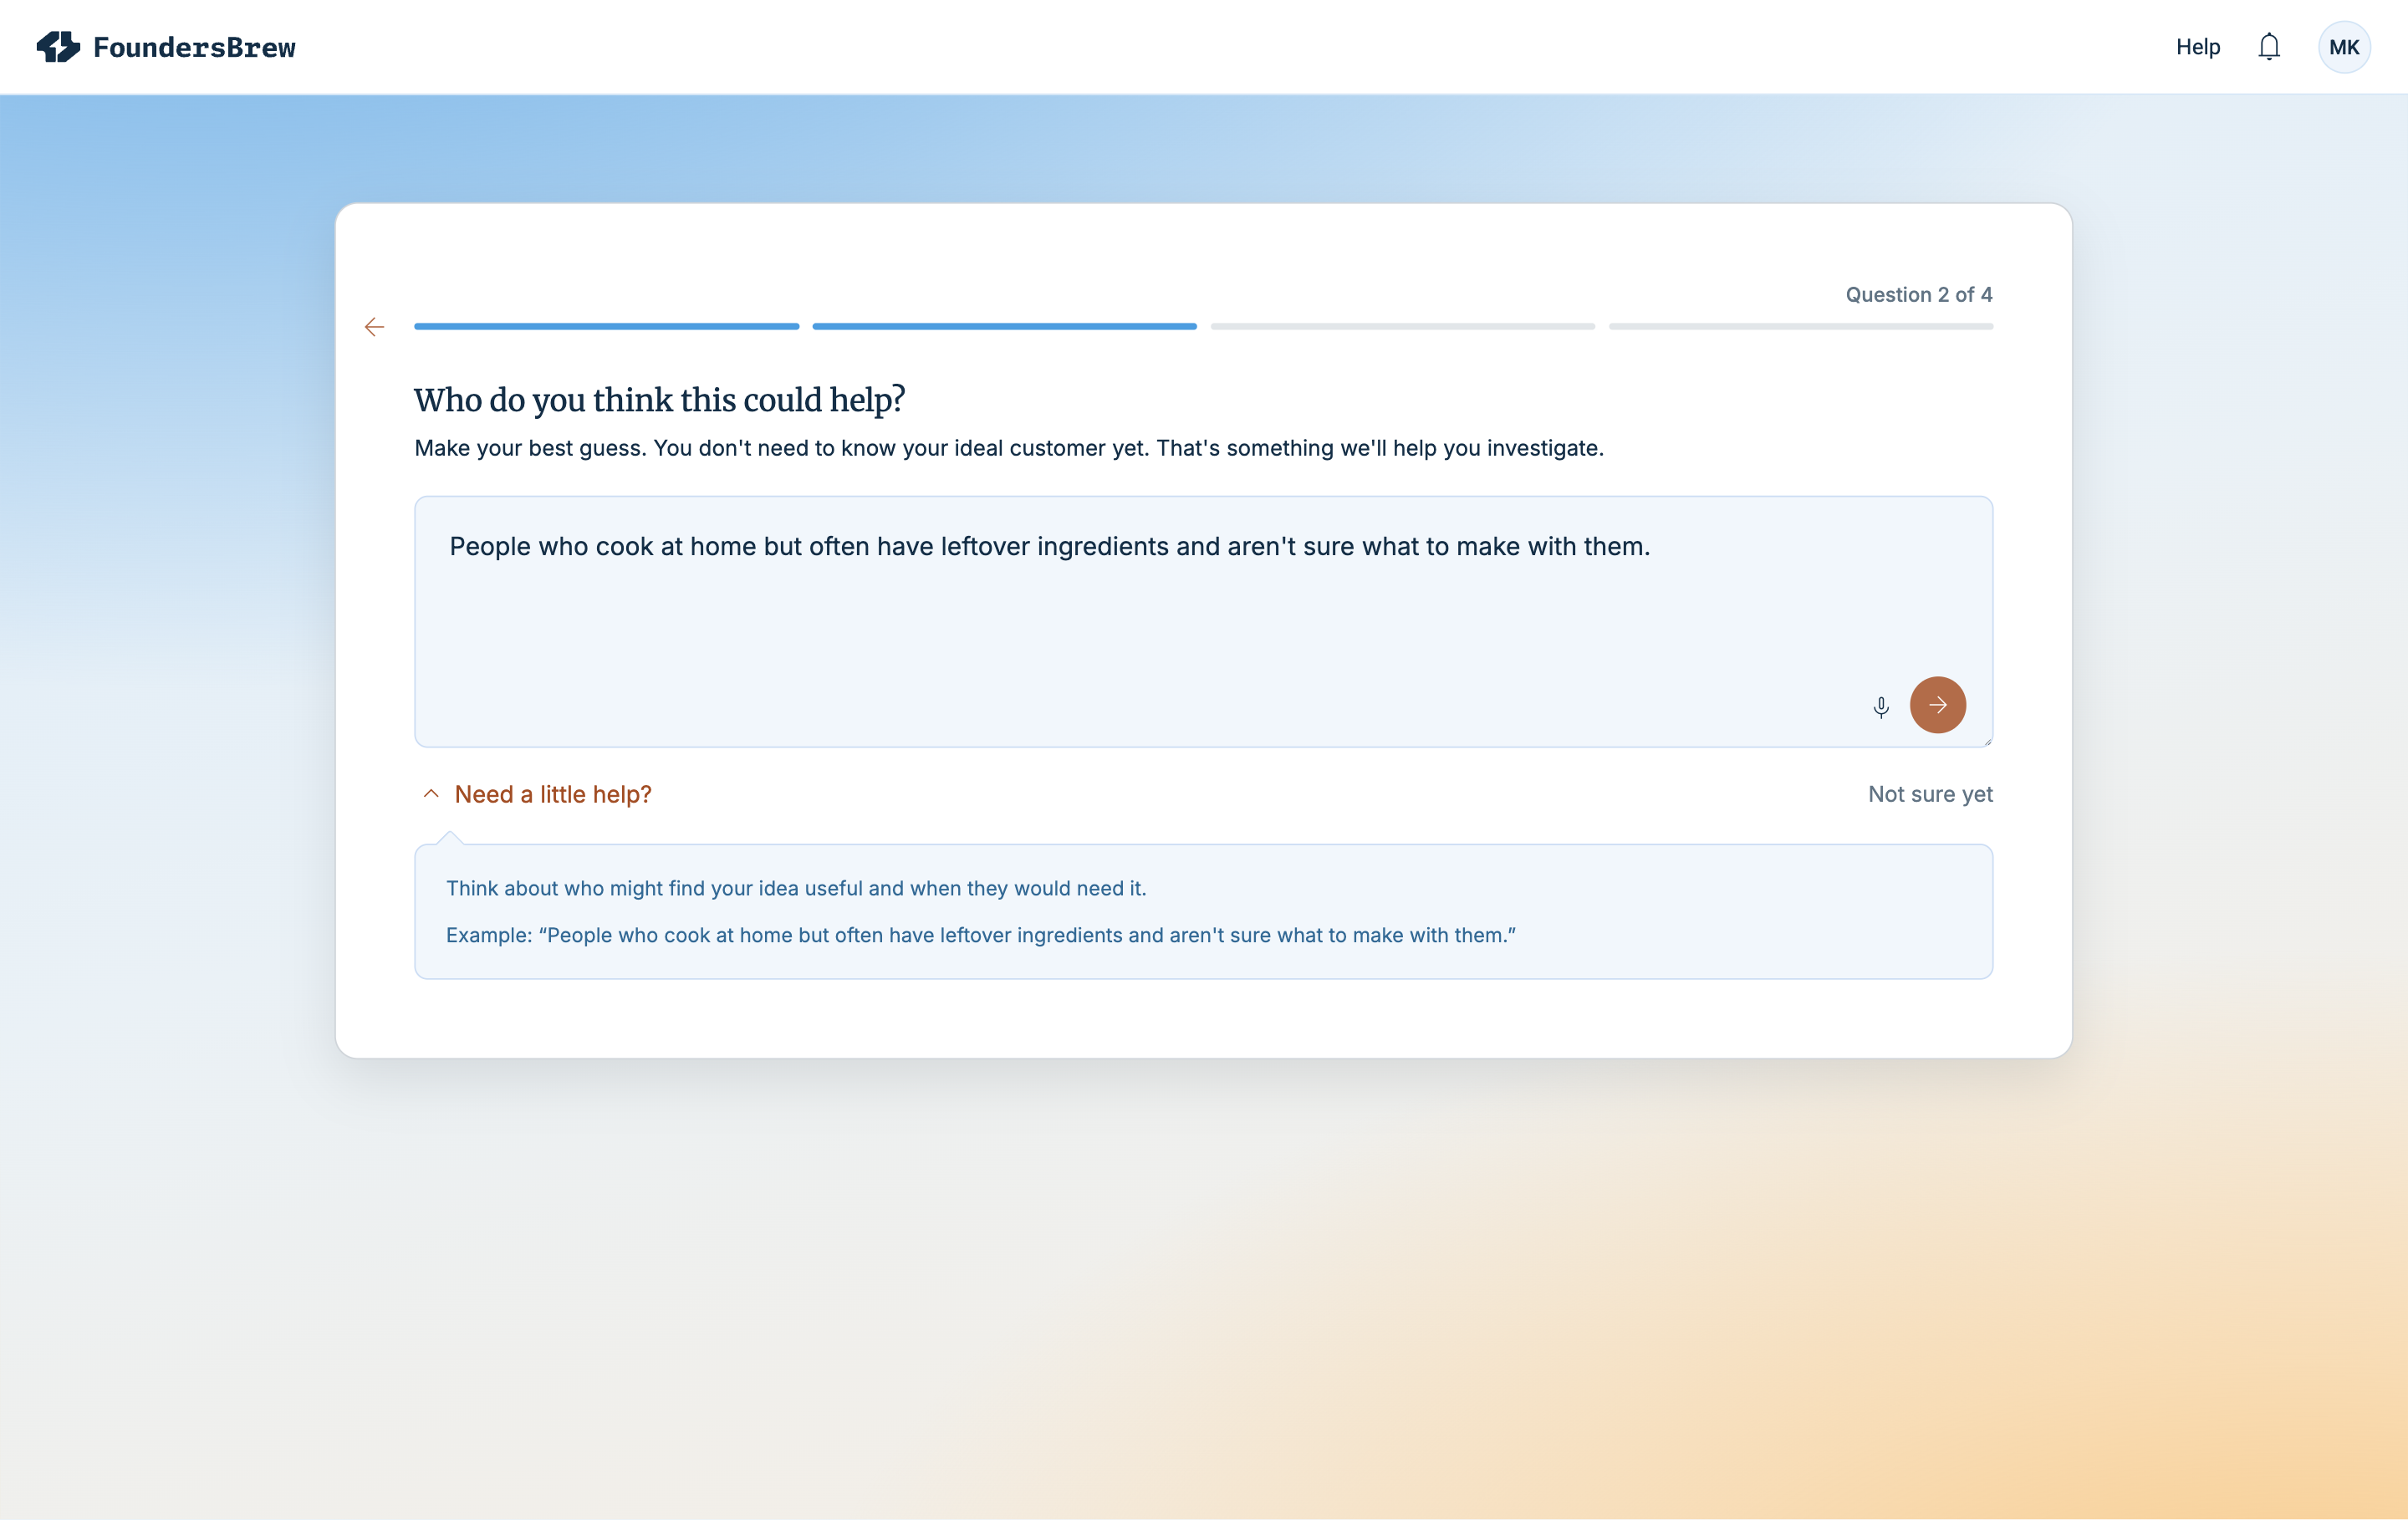 FoundersBrew
Help
MK
Question 2 of 4
Who do you think this could help?
Make your best guess. You don't need to know your ideal customer yet. That's something we'll help you investigate.
People who cook at home but often have leftover ingredients and aren't sure what to make with them.
Need a little help?
Not sure yet
Think about who might find your idea useful and when they would need it.
Example: “People who cook at home but often have leftover ingredients and aren't sure what to make with them.”